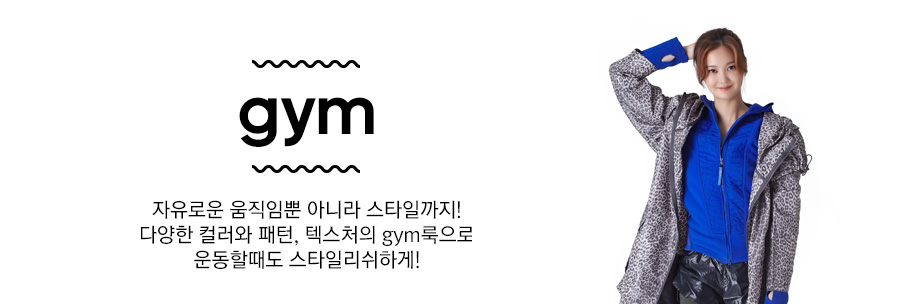 gym
자유로운 움직임뿐 아니라 스타일까지!
다양한 컬러와 패턴, 텍스처의 gym룩으로
운동할때도 스타일리쉬하게!